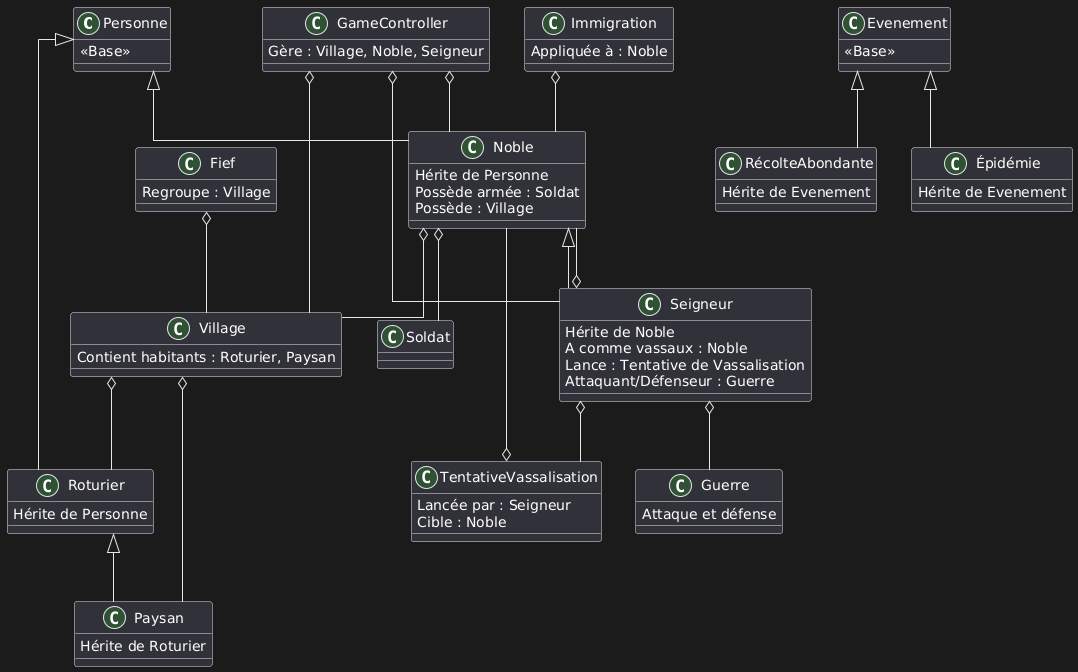 C Personne
«Base»
C GameController
Gère : Village, Noble, Seigneur
C Immigration
Appliquée à : Noble
C Evenement
«Base»
C Fief
Regroupe : Village
C Noble
Hérite de Personne
Possède armée : Soldat
Possède : Village
C RécolteAbondante
Hérite de Evenement
C Épidémie
Hérite de Evenement
C Village
Contient habitants : Roturier, Paysan
C Soldat
C Seigneur
Hérite de Noble
A comme vassaux : Noble
Lance : Tentative de Vassalisation
Attaquant/Défenseur : Guerre
C Roturier
Hérite de Personne
C TentativeVassalisation
Lancée par : Seigneur
Cible : Noble
C Guerre
Attaque et défense
C Paysan
Hérite de Roturier